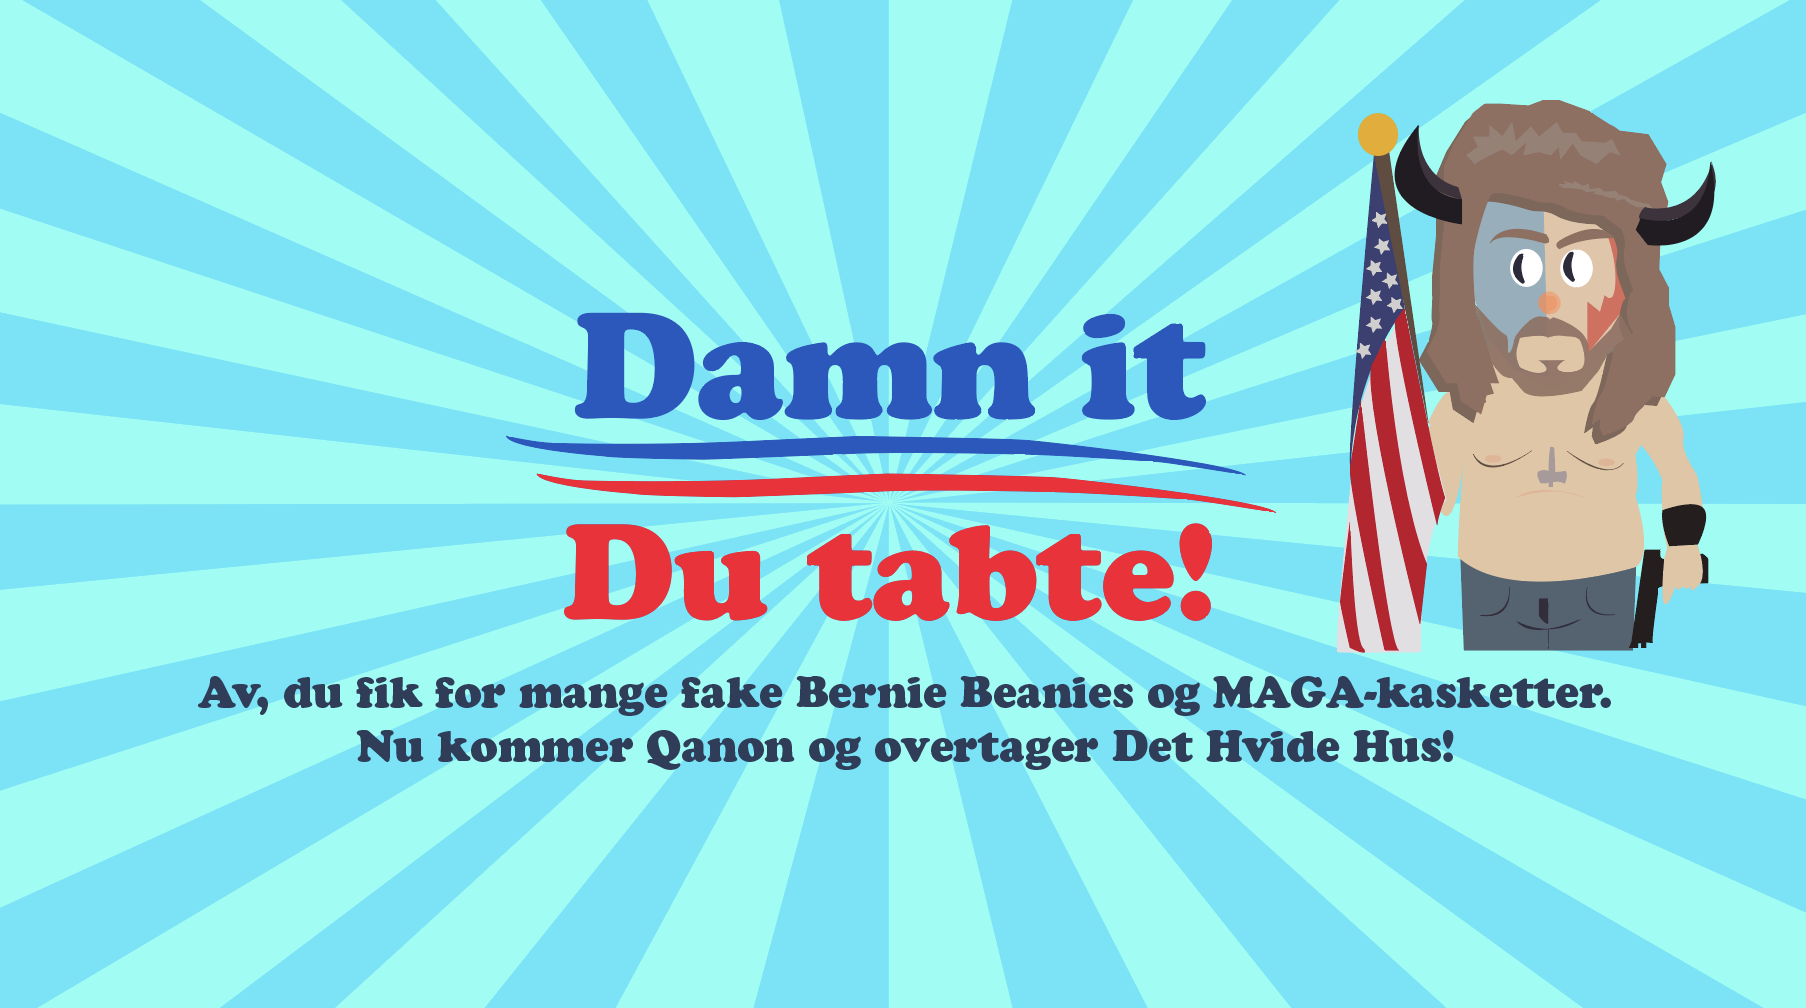 Damn it
Du tabte!
Av, du fik for mange fake Bernie Beanies og MAGA-kasketter.
Nu kommer Qanon og overtager Det Hvide Hus!